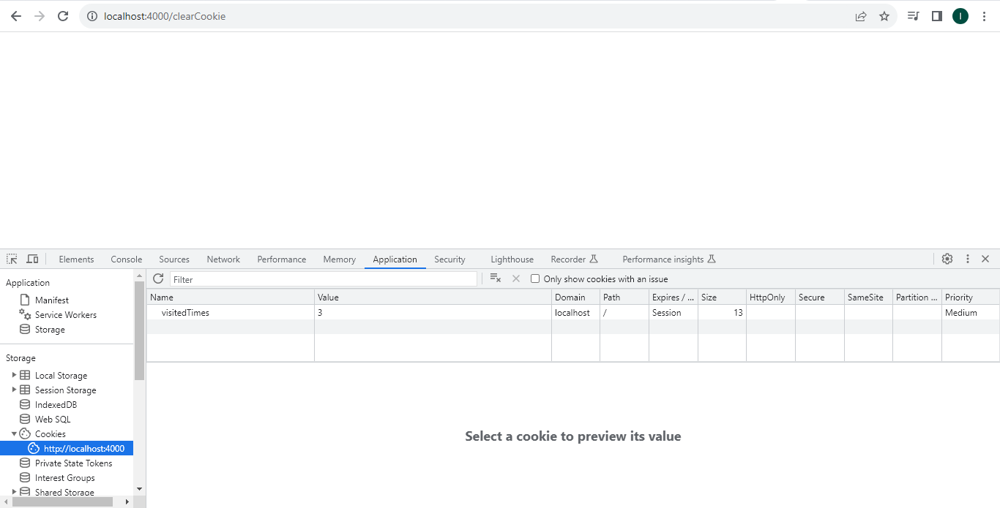 localhost:4000/clearCookie
I
Elements Console Sources Network Performance Memory Application Security Lighthouse Recorder Performance insights
Application
Manifest
Service Workers
Storage
Storage
Local Storage
Session Storage
IndexedDB
Web SQL
Cookies
http://localhost:4000
Private State Tokens
Interest Groups
Shared Storage
Filter Only show cookies with an issue
Name Value Domain Path Expires / ... Size HttpOnly Secure SameSite Partition ... Priority
visitedTimes 3 localhost / Session 13 Medium
Select a cookie to preview its value